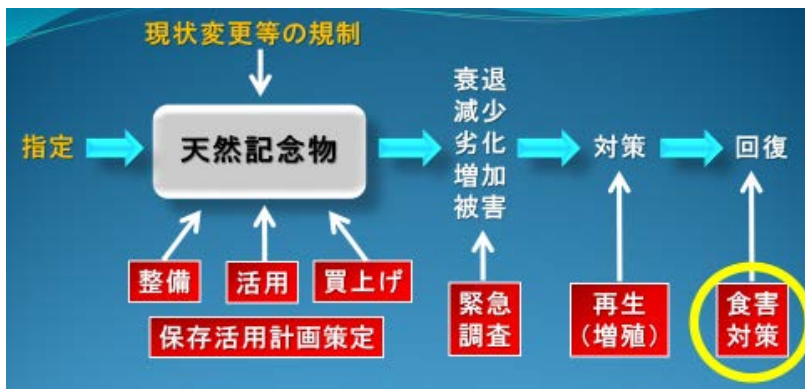 現状変更等の規制
指定
天然記念物
衰退
減少
劣化
増加
被害
対策
回復
整備
活用
買上げ
保存活用計画策定
緊急
調査
再生
(増殖)
食害
対策